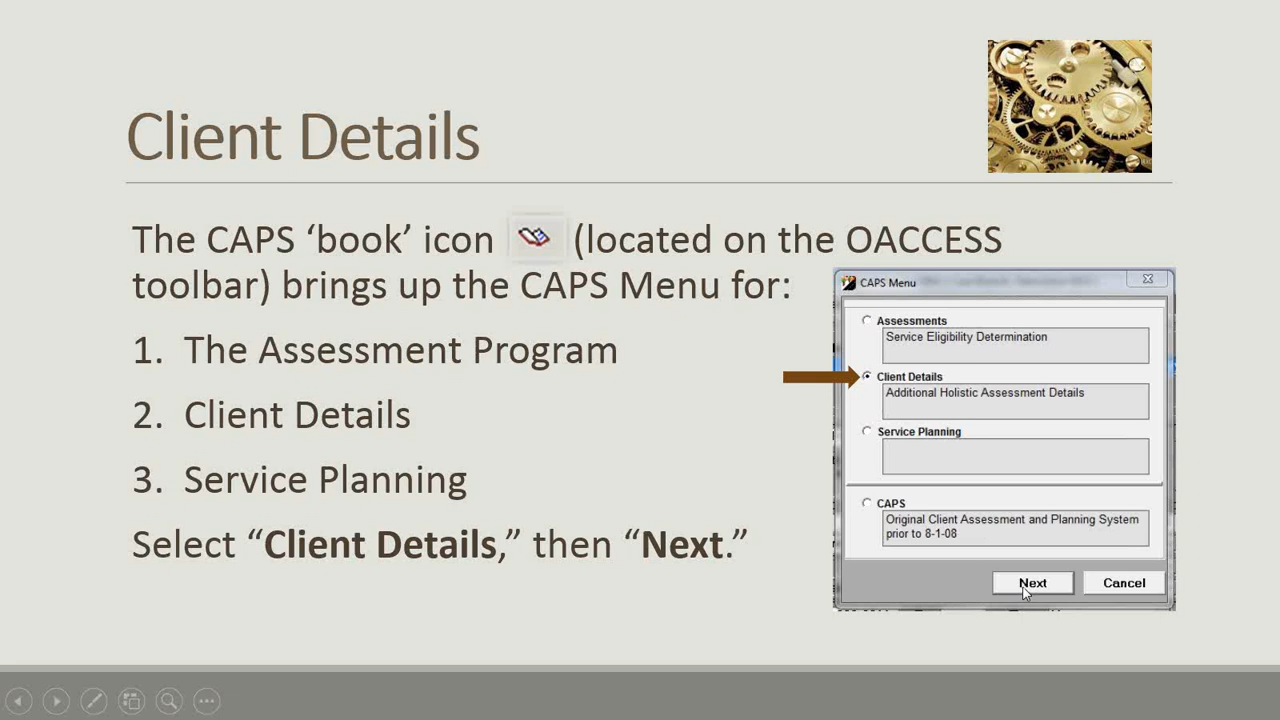 Client Details
The CAPS ‘book’ icon (located on the OACCESS
toolbar) brings up the CAPS Menu for:
1. The Assessment Program
2. Client Details
3. Service Planning
Select “Client Details,” then “Next.”
CAPS Menu
Assessments
Service Eligibility Determination
Client Details
Additional Holistic Assessment Details
Service Planning
CAPS
Original Client Assessment and Planning System
prior to 8-1-08
Next
Cancel